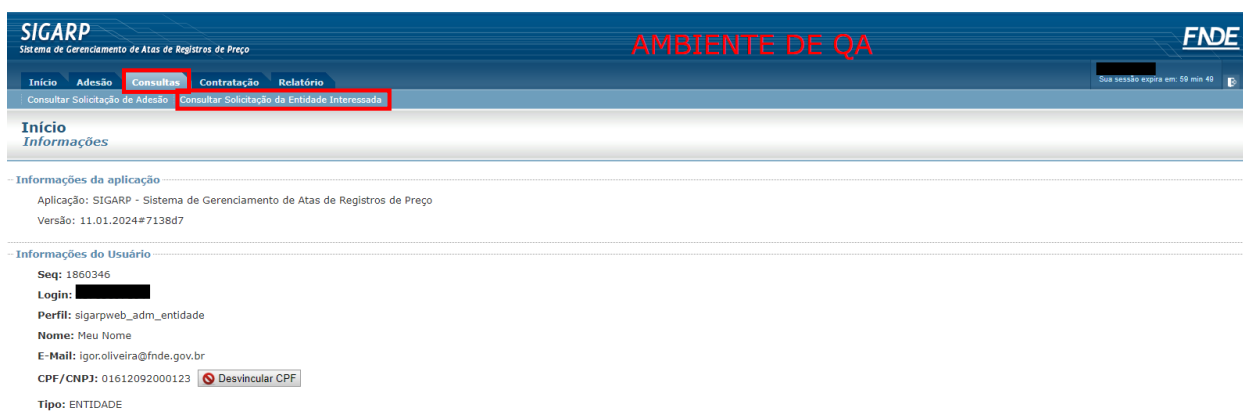 SIGARP
Sistema de Gerenciamento de Atas de Registros de Preço
AMBIENTE DE QA
FNDE
Início Adesão Consultas Contratação Relatório
Sua sessão expira em: 59 min 49
Consultar Solicitação de Adesão Consultar Solicitação da Entidade Interessada
Início
Informações
Informações da aplicação
Aplicação: SIGARP - Sistema de Gerenciamento de Atas de Registros de Preço
Versão: 11.01.2024#7138d7
Informações do Usuário
Seq: 1860346
Login:
Perfil: sigarpweb_adm_entidade
Nome: Meu Nome
E-Mail: igor.oliveira@fnde.gov.br
CPF/CNPJ: 01612092000123 Desvincular CPF
Tipo: ENTIDADE